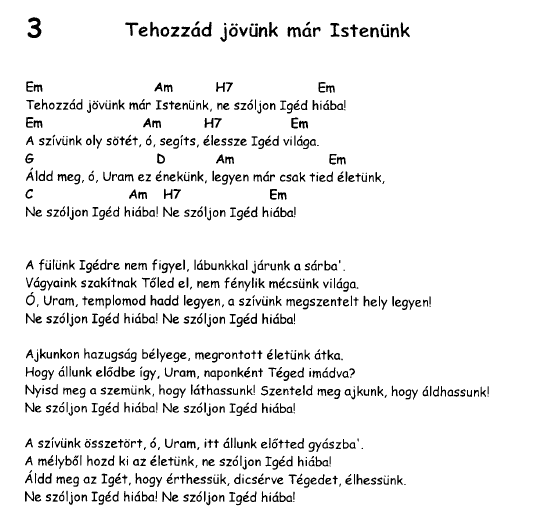 3 Tehozzád jövünk már Istenünk
Em Am H7 Em
Tehozzád jövünk már Istenünk, ne szóljon Igéd hiába!
Em Am H7 Em
A szívünk oly sötét, ó, segíts, élessze Igéd világa.
G D Am Em
Áldd meg, ó, Uram ez énekünk, legyen már csak tied életünk,
C Am H7 Em
Ne szóljon Igéd hiába! Ne szóljon Igéd hiába!
A fülünk Igédre nem figyel, lábunkkal járunk a sárba'.
Vágyaink szakítnak Tőled el, nem fénylik mécsünk világa.
Ó, Uram, templomod hadd legyen, a szívünk megszentelt hely legyen!
Ne szóljon Igéd hiába! Ne szóljon Igéd hiába!
Ajkunkon hazugság bélyege, megrontott életünk átka.
Hogy állunk elődbe így, Uram, naponként Téged imádva?
Nyisd meg a szemünk, hogy láthassunk! Szenteld meg ajkunk, hogy áldhassunk!
Ne szóljon Igéd hiába! Ne szóljon Igéd hiába!
A szívünk összetört, ó, Uram, itt állunk előtted gyászba'.
A mélyből hozd ki az életünk, ne szóljon Igéd hiába!
Áldd meg az Igét, hogy érthessük, dicsérve Tégedet, élhessünk.
Ne szóljon Igéd hiába! Ne szóljon Igéd hiába!